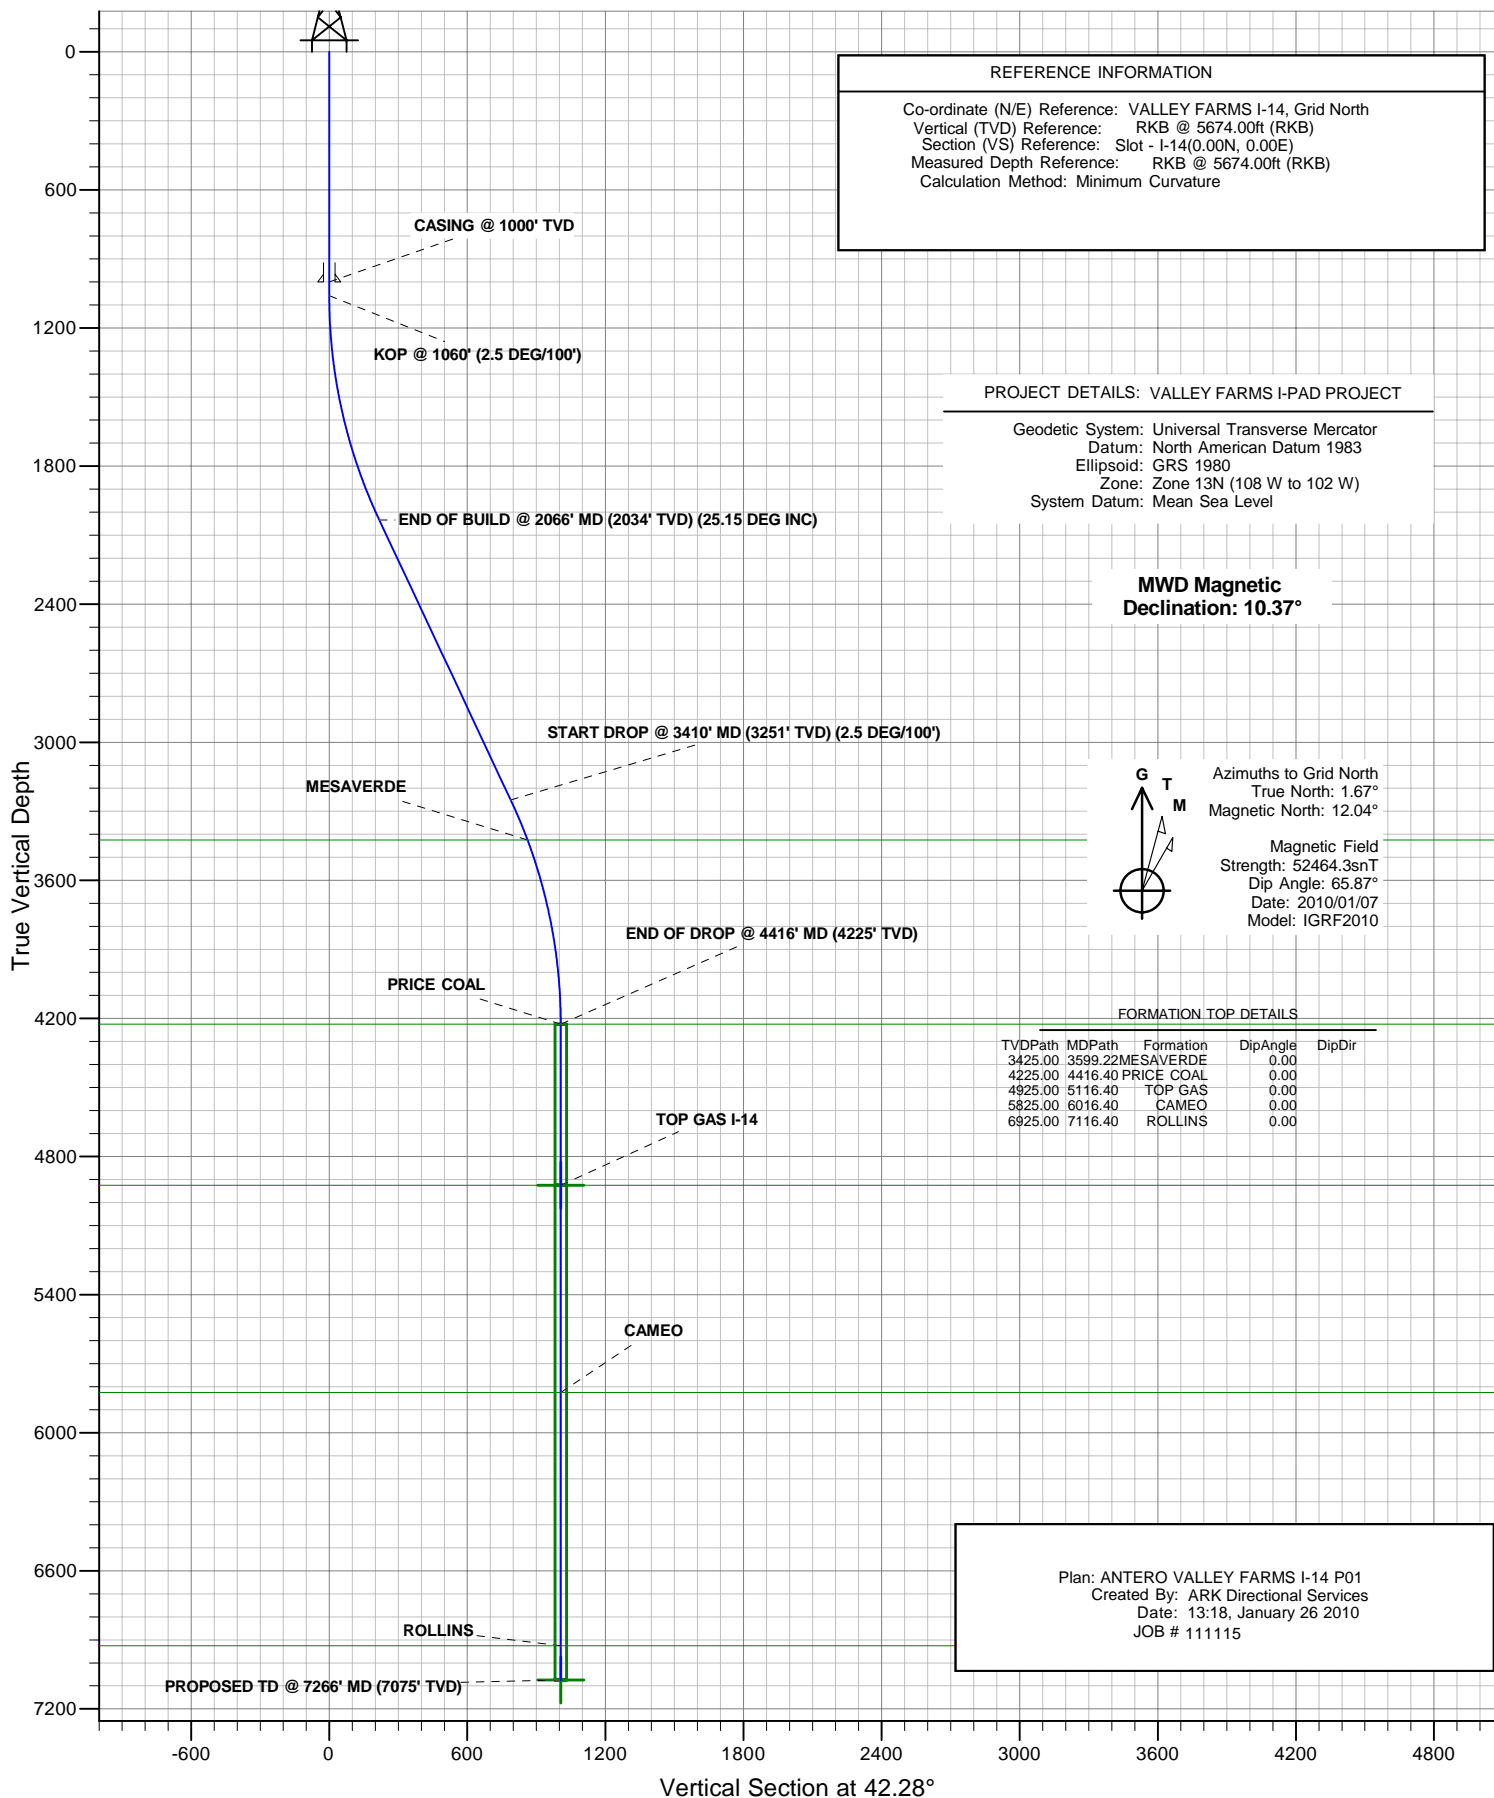 REFERENCE INFORMATION
Co-ordinate (N/E) Reference: VALLEY FARMS I-14, Grid North
Vertical (TVD) Reference: RKB @ 5674.00ft (RKB)
Section (VS) Reference: Slot - I-14(0.00N, 0.00E)
Measured Depth Reference: RKB @ 5674.00ft (RKB)
Calculation Method: Minimum Curvature
CASING @ 1000' TVD
KOP @ 1060' (2.5 DEG/100')
PROJECT DETAILS: VALLEY FARMS I-PAD PROJECT
Geodetic System: Universal Transverse Mercator
Datum: North American Datum 1983
Ellipsoid: GRS 1980
Zone: Zone 13N (108 W to 102 W)
System Datum: Mean Sea Level
END OF BUILD @ 2066' MD (2034' TVD) (25.15 DEG INC)
MWD Magnetic
Declination: 10.37°
START DROP @ 3410' MD (3251' TVD) (2.5 DEG/100')
MESAVERDE
G
T
M
Azimuths to Grid North
True North: 1.67°
Magnetic North: 12.04°
Magnetic Field
Strength: 52464.3snT
Dip Angle: 65.87°
Date: 2010/01/07
Model: IGRF2010
END OF DROP @ 4416' MD (4225' TVD)
PRICE COAL
FORMATION TOP DETAILS
TVDPath MDPath Formation DipAngle DipDir
3425.00 3599.22 MESAVERDE 0.00
4225.00 4416.40 PRICE COAL 0.00
4925.00 5116.40 TOP GAS 0.00
5825.00 6016.40 CAMEO 0.00
6925.00 7116.40 ROLLINS 0.00
TOP GAS I-14
CAMEO
ROLLINS
PROPOSED TD @ 7266' MD (7075' TVD)
Plan: ANTERO VALLEY FARMS I-14 P01
Created By: ARK Directional Services
Date: 13:18, January 26 2010
JOB # 111115
True Vertical Depth
0
600
1200
1800
2400
3000
3600
4200
4800
5400
6000
6600
7200
-600 0 600 1200 1800 2400 3000 3600 4200 4800
Vertical Section at 42.28°